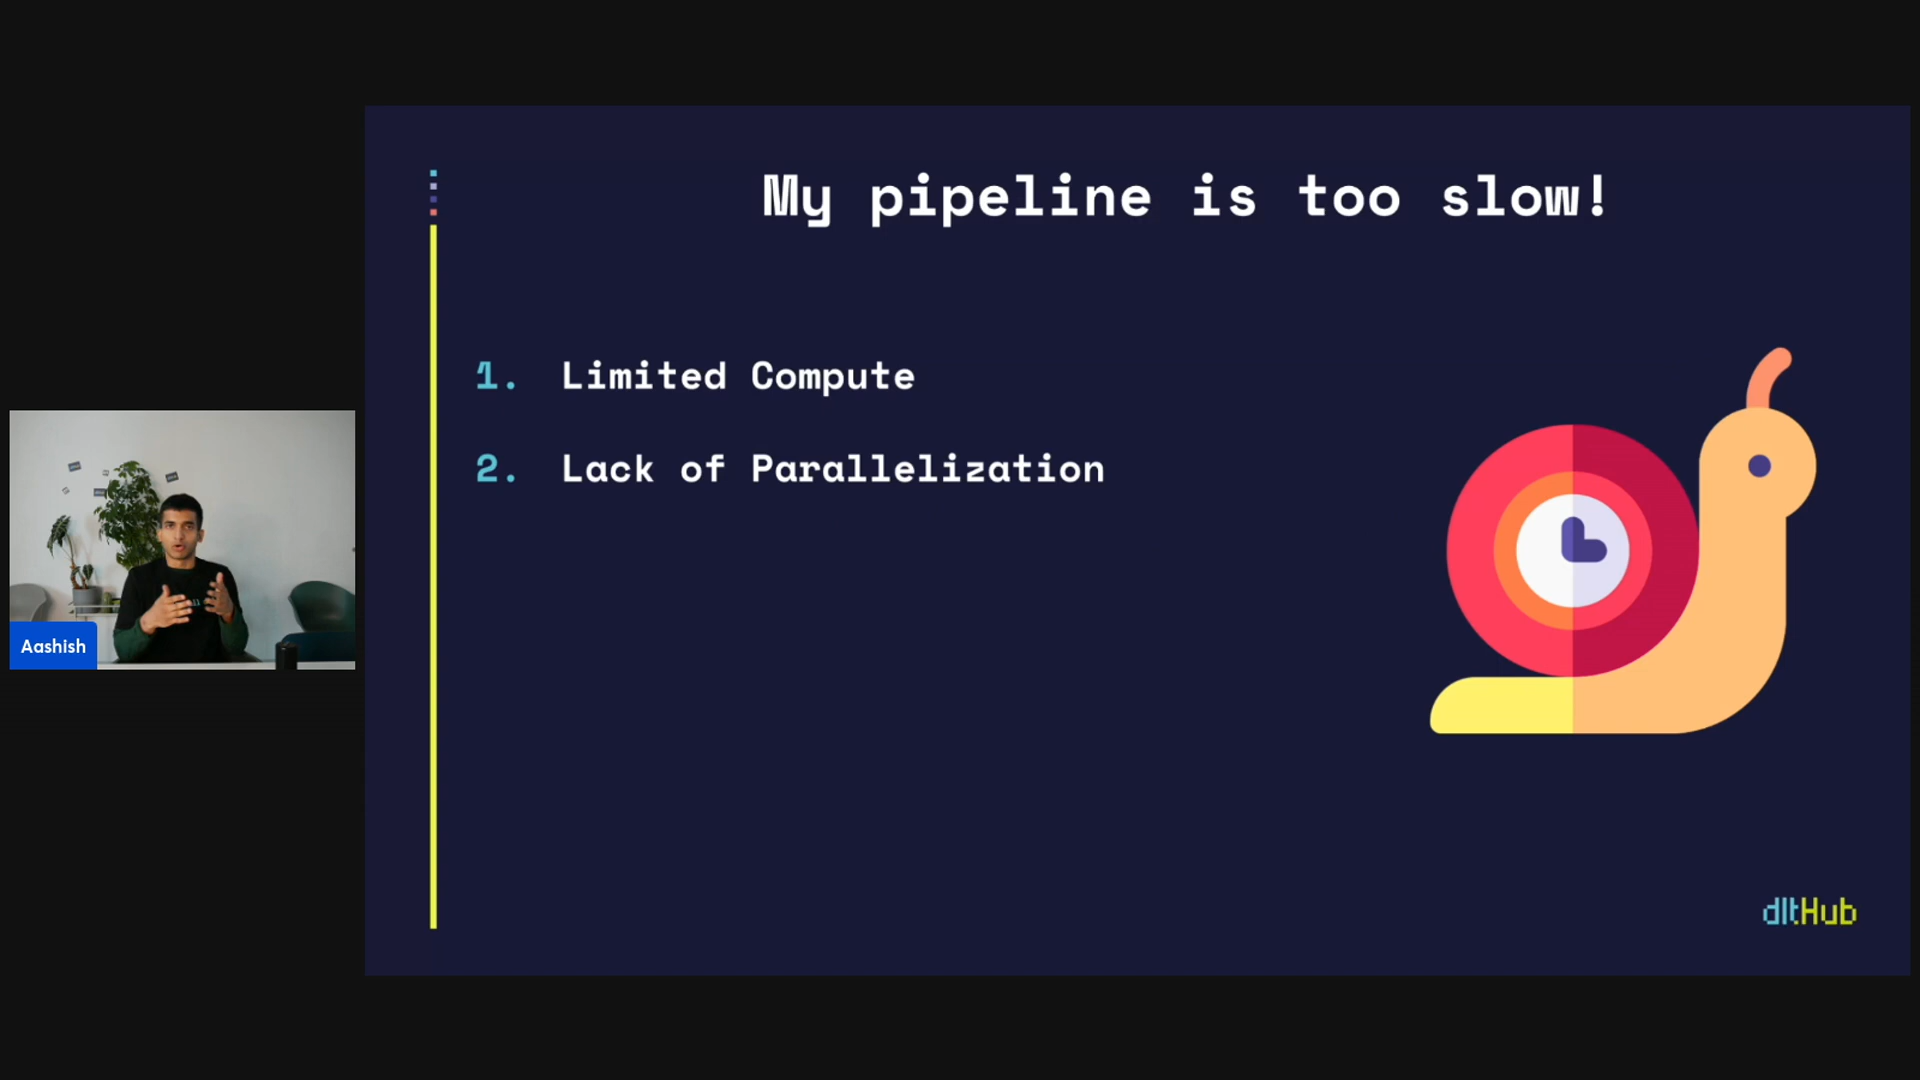 My pipeline is too slow!
1. Limited Compute
2. Lack of Parallelization
Aashish
dltHub